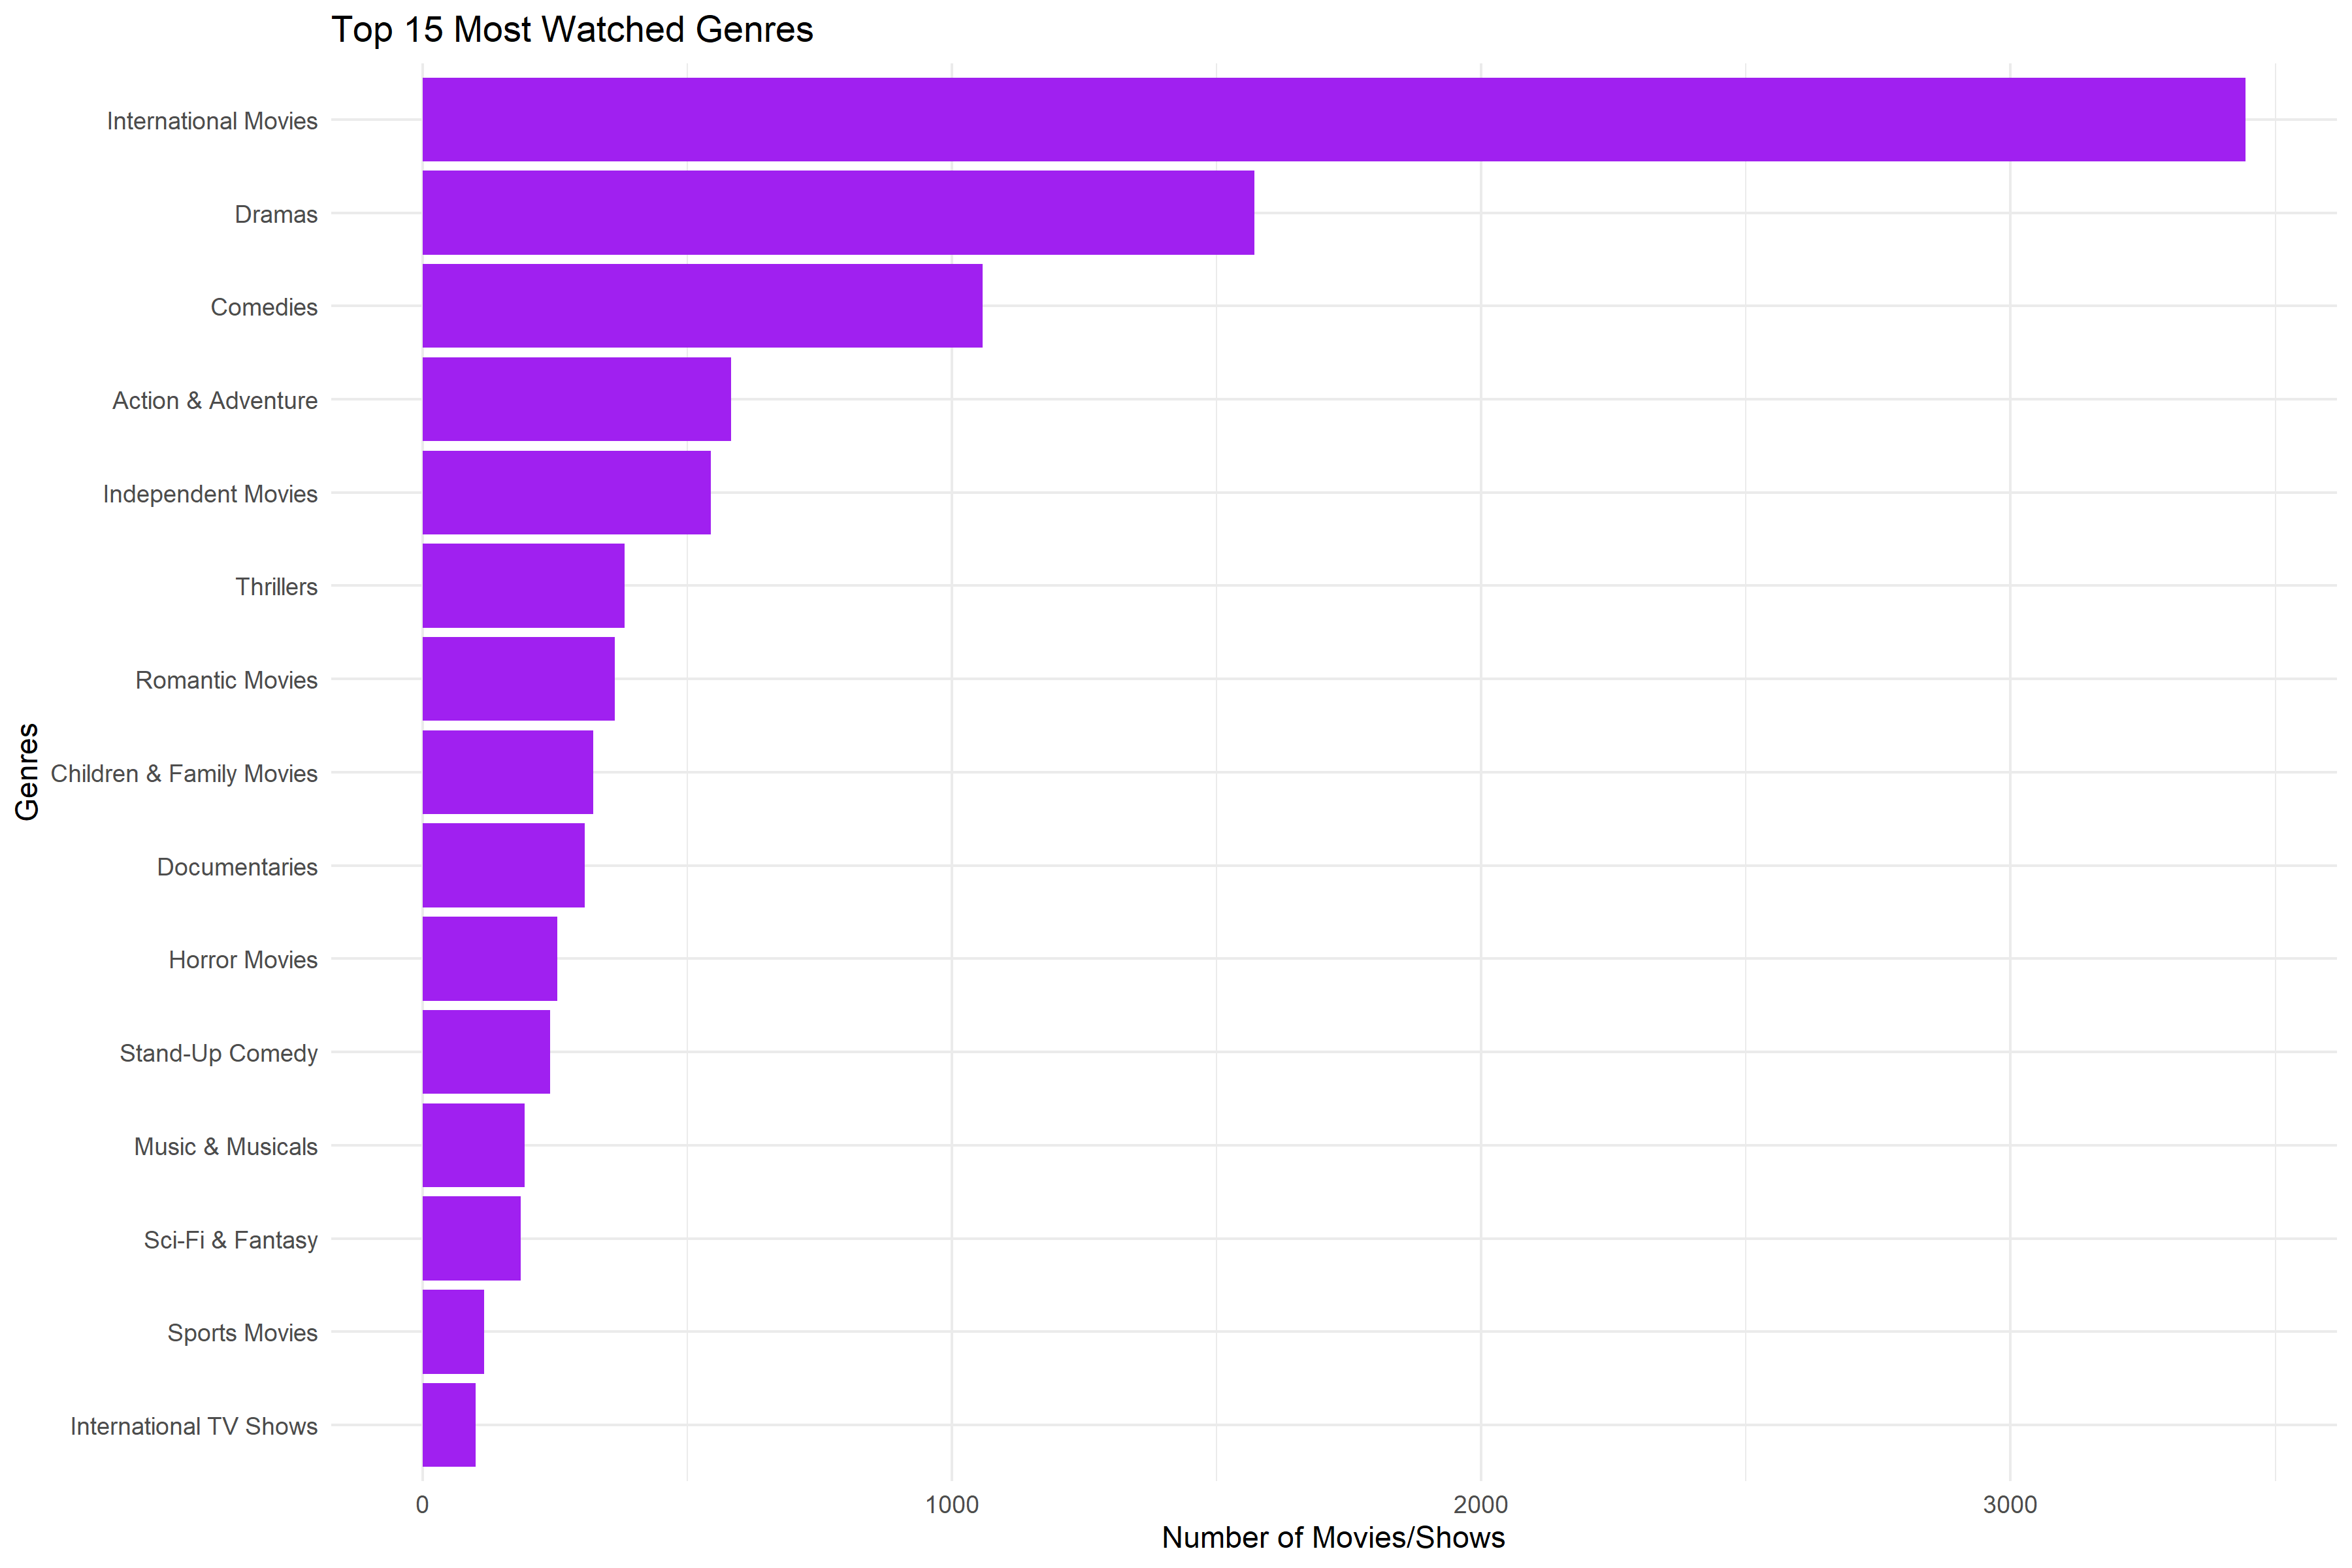 Top 15 Most Watched Genres
International Movies
Dramas
Comedies
Action & Adventure
Independent Movies
Thrillers
Romantic Movies
Children & Family Movies
Documentaries
Horror Movies
Stand-Up Comedy
Music & Musicals
Sci-Fi & Fantasy
Sports Movies
International TV Shows
Genres
0 1000 2000 3000
Number of Movies/Shows